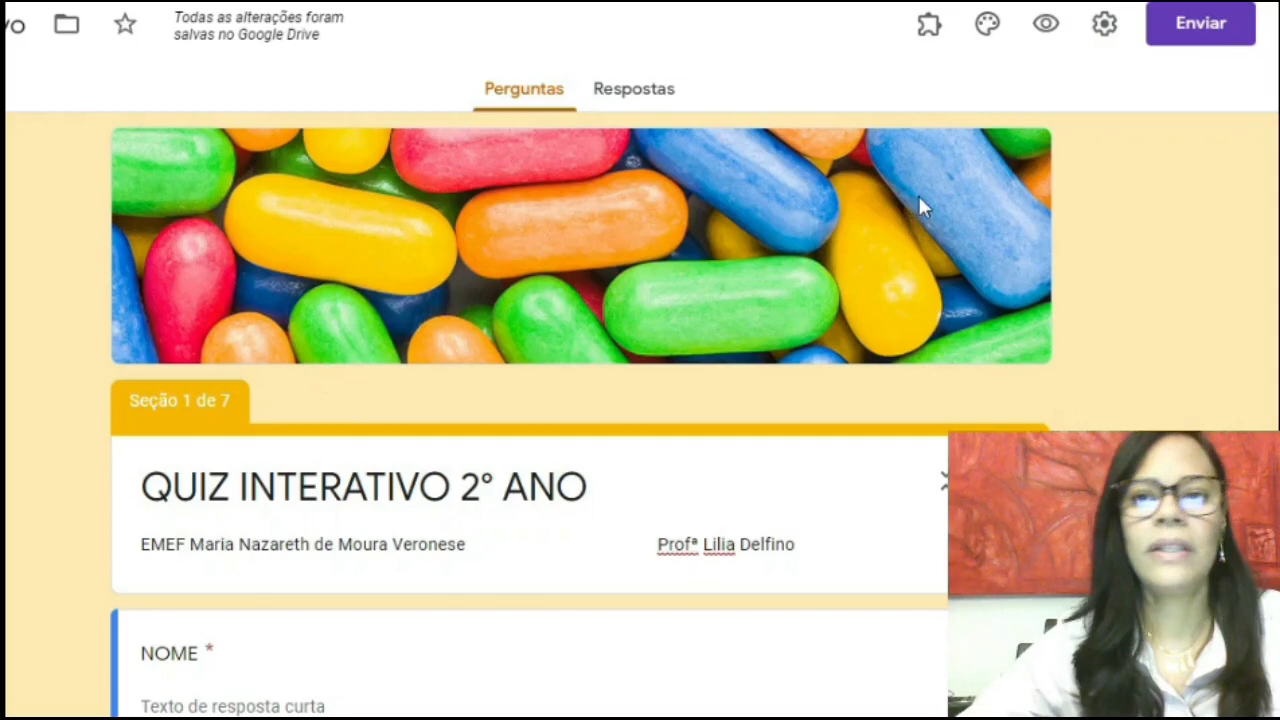 Todas as alterações foram
salvas no Google Drive
Enviar
Perguntas Respostas
Seção 1 de 7
QUIZ INTERATIVO 2° ANO
EMEF Maria Nazareth de Moura Veronese Profª Lilia Delfino
NOME *
Texto de resposta curta